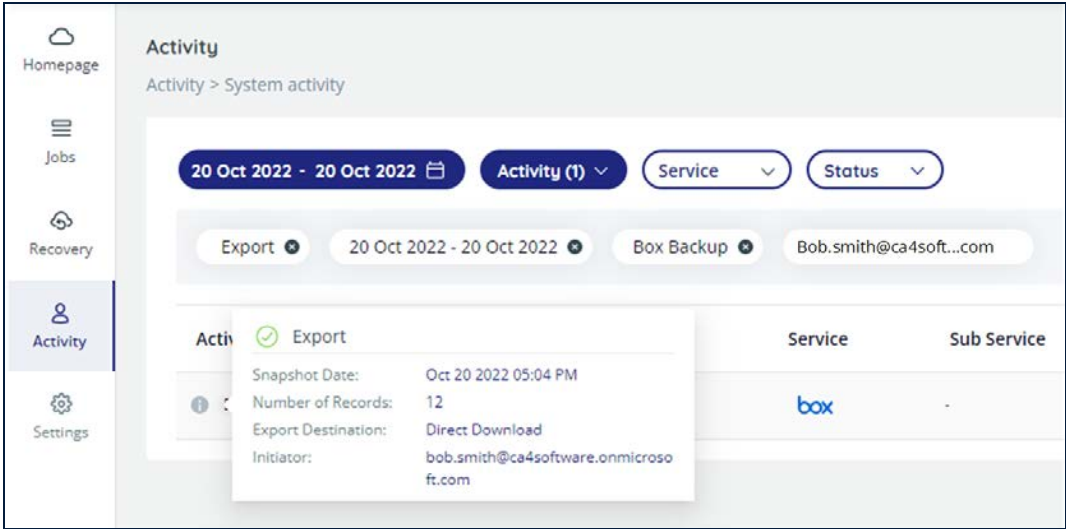 Homepage
Jobs
Recovery
Activity
Settings
Activity
Activity > System activity
20 Oct 2022 - 20 Oct 2022
Activity (1)
Service
Status
Export
20 Oct 2022 - 20 Oct 2022
Box Backup
Bob.smith@ca4soft...com
Activ
Service
Sub Service
Export
Snapshot Date: Oct 20 2022 05:04 PM
Number of Records: 12
Export Destination: Direct Download
Initiator: bob.smith@ca4software.onmicroso
ft.com
box
-